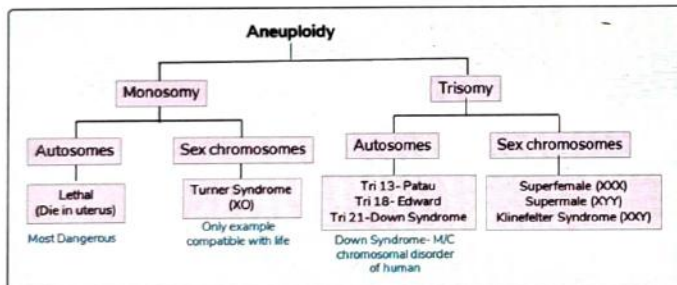 Aneuploidy
Monosomy
Trisomy
Autosomes
Sex chromosomes
Autosomes
Sex chromosomes
Lethal
(Die in uterus)
Turner Syndrome
(XO)
Tri 13- Patau
Tri 18- Edward
Tri 21-Down Syndrome
Superfemale (XXX)
Supermale (XYY)
Klinefelter Syndrome (XXY)
Most Dangerous
Only example
compatible with life
Down Syndrome- M/C
chromosomal disorder
of human